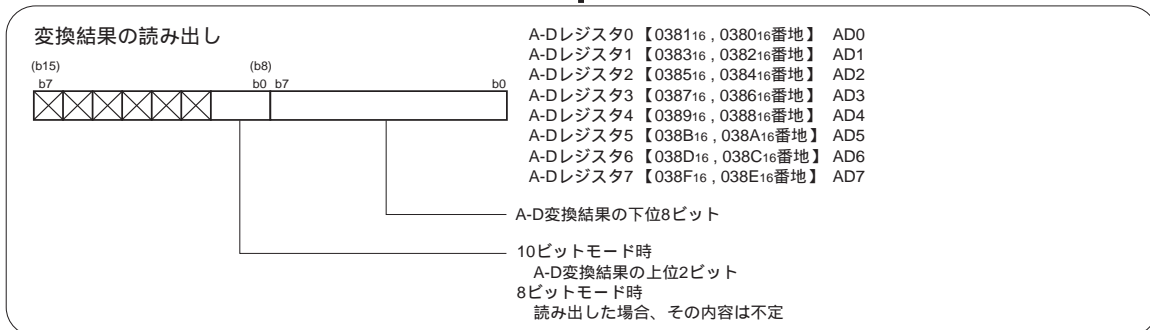 変換結果の読み出し
(b15) (b8)
b7 b0 b7 b0
A-Dレジスタ0【038116 , 038016番地】 AD0
A-Dレジスタ1【038316 , 038216番地】 AD1
A-Dレジスタ2【038516 , 038416番地】 AD2
A-Dレジスタ3【038716 , 038616番地】 AD3
A-Dレジスタ4【038916 , 038816番地】 AD4
A-Dレジスタ5【038B16 , 038A16番地】 AD5
A-Dレジスタ6【038D16 , 038C16番地】 AD6
A-Dレジスタ7【038F16 , 038E16番地】 AD7
A-D変換結果の下位8ビット
10ビットモード時
A-D変換結果の上位2ビット
8ビットモード時
読み出した場合、その内容は不定